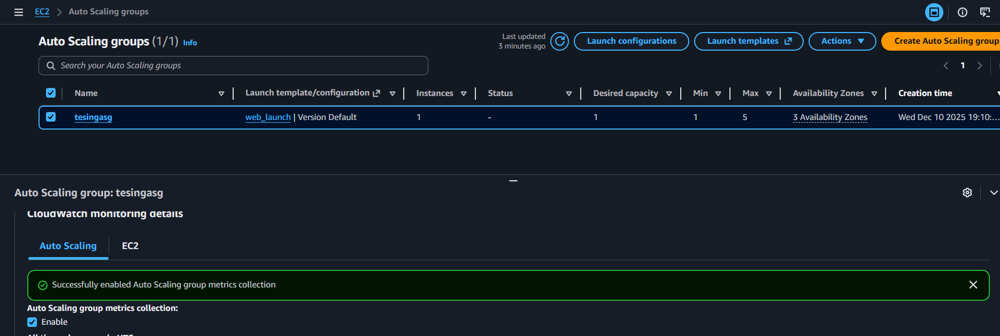 EC2 > Auto Scaling groups
Auto Scaling groups (1/1) Info
Last updated
3 minutes ago
Launch configurations
Launch templates
Actions
Create Auto Scaling group
Search your Auto Scaling groups
1
Name Launch template/configuration Instances Status Desired capacity Min Max Availability Zones Creation time
tesingasg web_launch | Version Default 1 - 1 1 5 3 Availability Zones Wed Dec 10 2025 19:10:...
Auto Scaling group: tesingasg
CloudWatch monitoring details
Auto Scaling EC2
Successfully enabled Auto Scaling group metrics collection
Auto Scaling group metrics collection:
Enable